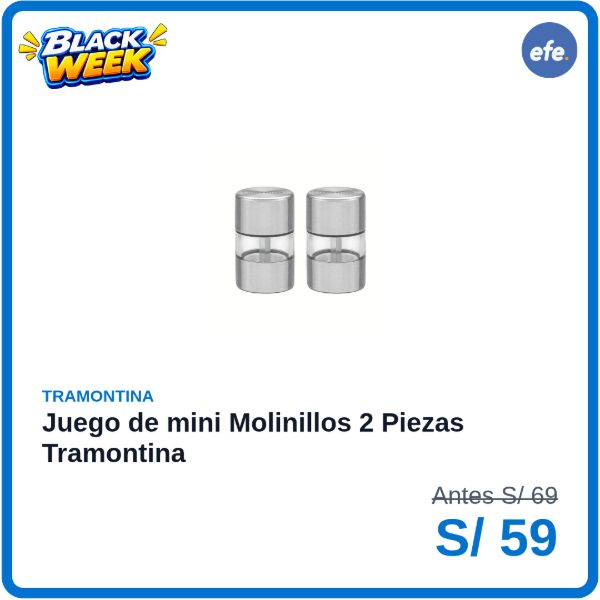 BLACK
WEEK
efe.
TRAMONTINA
Juego de mini Molinillos 2 Piezas
Tramontina
Antes S/ 69
S/ 59